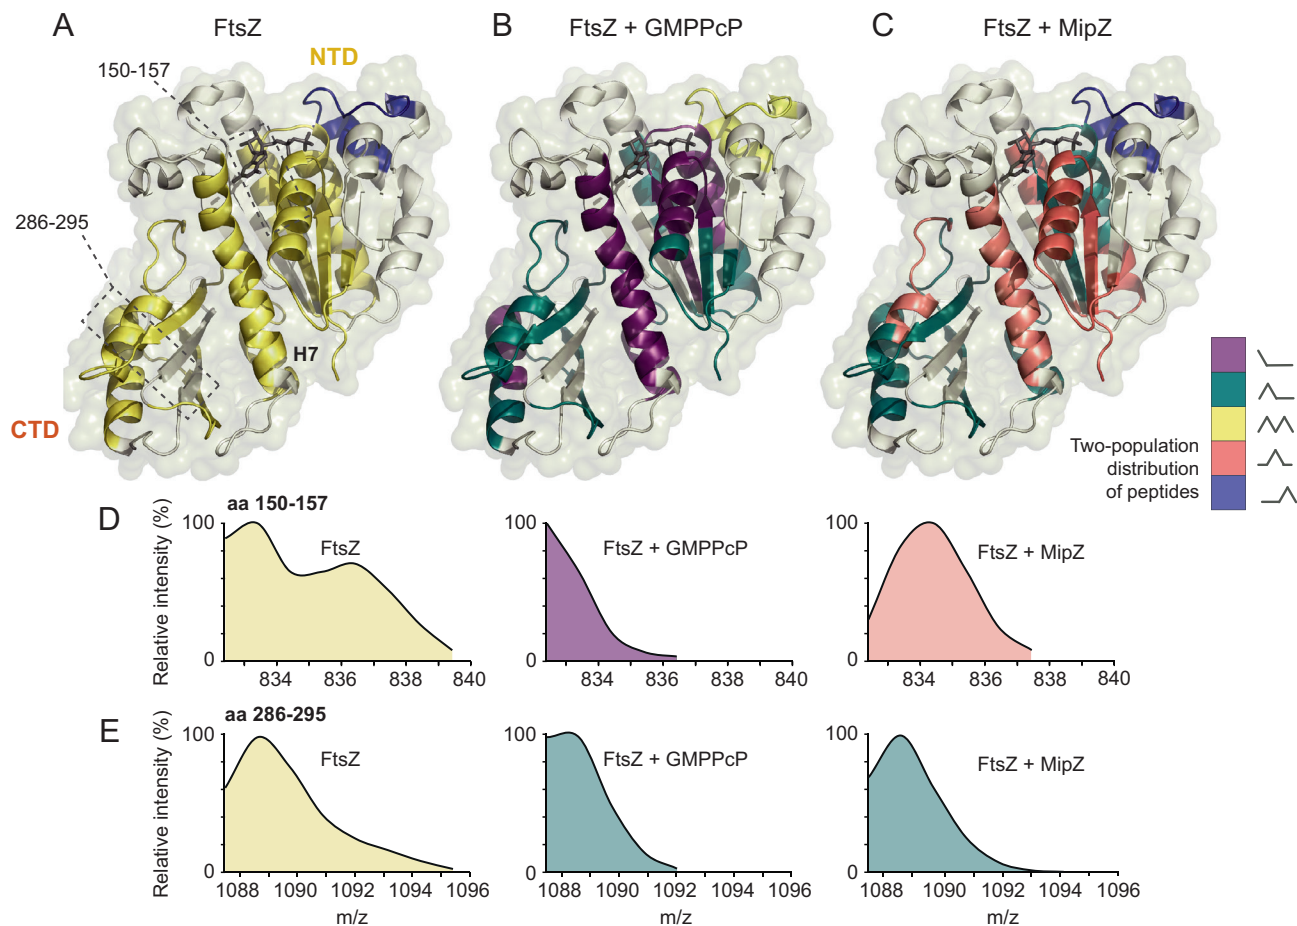 A
FtsZ
B
FtsZ + GMPPcP
C
FtsZ + MipZ
150-157
NTD
286-295
H7
CTD
Two-population
distribution
of peptides
D
aa 150-157
Relative intensity (%)
100
0
FtsZ
834 836 838 840
100
0
FtsZ + GMPPcP
834 836 838 840
100
0
FtsZ + MipZ
834 836 838 840
E
aa 286-295
Relative intensity (%)
100
0
FtsZ
1088 1090 1092 1094 1096
m/z
100
0
FtsZ + GMPPcP
1088 1090 1092 1094 1096
m/z
100
0
FtsZ + MipZ
1088 1090 1092 1094 1096
m/z